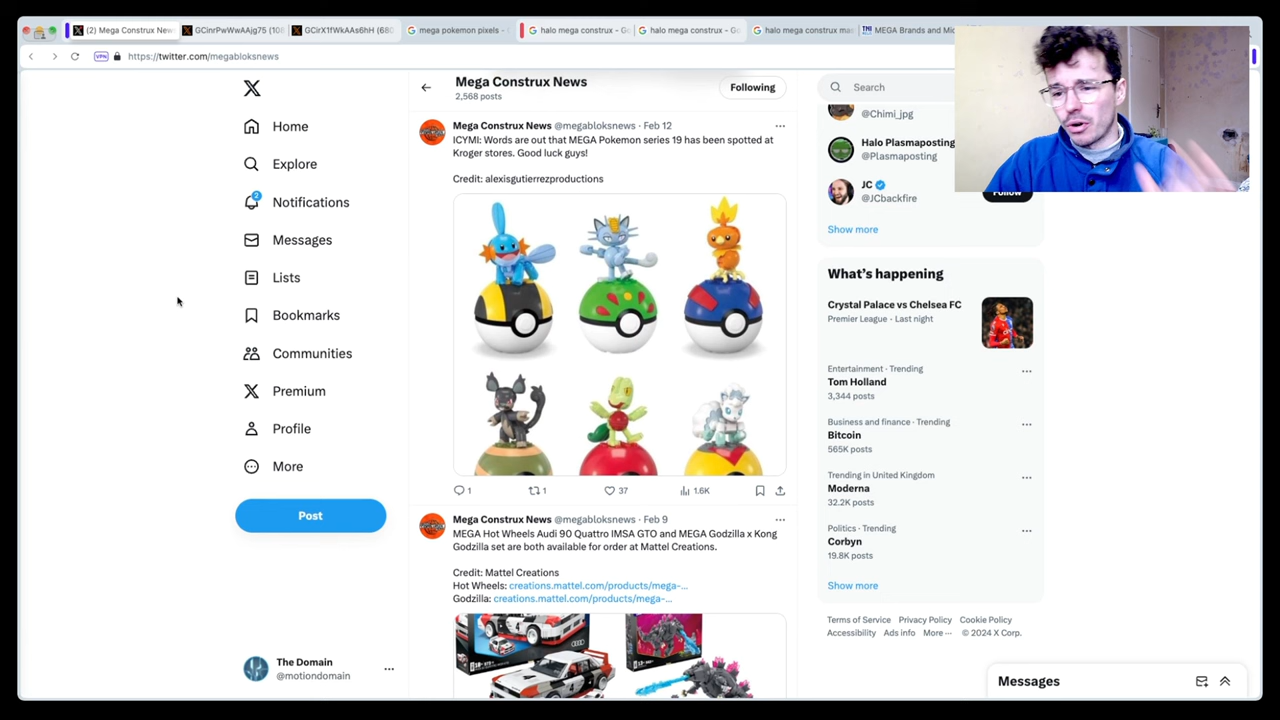 (2) Mega Construx New
GCinrPwWwAAjg75 (108
GCirX1fWkAAs6hH (680
mega pokemon pixels -
halo mega construx - Go
halo mega construx - Go
halo mega construx ma
MEGA Brands and Mic
VPN
https://twitter.com/megabloksnews
Home
Explore
2
Notifications
Messages
Lists
Bookmarks
Communities
Premium
Profile
More
Post
The Domain
@motiondomain
Mega Construx News
2,568 posts
Following
Mega Construx News @megabloksnews · Feb 12
ICYMI: Words are out that MEGA Pokemon series 19 has been spotted at
Kroger stores. Good luck guys!
Credit: alexisgutierrezproductions
1
1
37
1.6K
Mega Construx News @megabloksnews · Feb 9
MEGA Hot Wheels Audi 90 Quattro IMSA GTO and MEGA Godzilla x Kong
Godzilla set are both available for order at Mattel Creations.
Credit: Mattel Creations
Hot Wheels: creations.mattel.com/products/mega-…
Godzilla: creations.mattel.com/products/mega-…
4
Search
@Chimi_jpg
Halo Plasmaposting
@Plasmaposting
JC
@JCbackfire
Follow
Show more
What's happening
Crystal Palace vs Chelsea FC
Premier League · Last night
Entertainment · Trending
Tom Holland
3,344 posts
Business and finance · Trending
Bitcoin
565K posts
Trending in United Kingdom
Moderna
32.2K posts
Politics · Trending
Corbyn
19.8K posts
Show more
Terms of Service Privacy Policy Cookie Policy
Accessibility Ads info More ··· © 2024 X Corp.
Messages